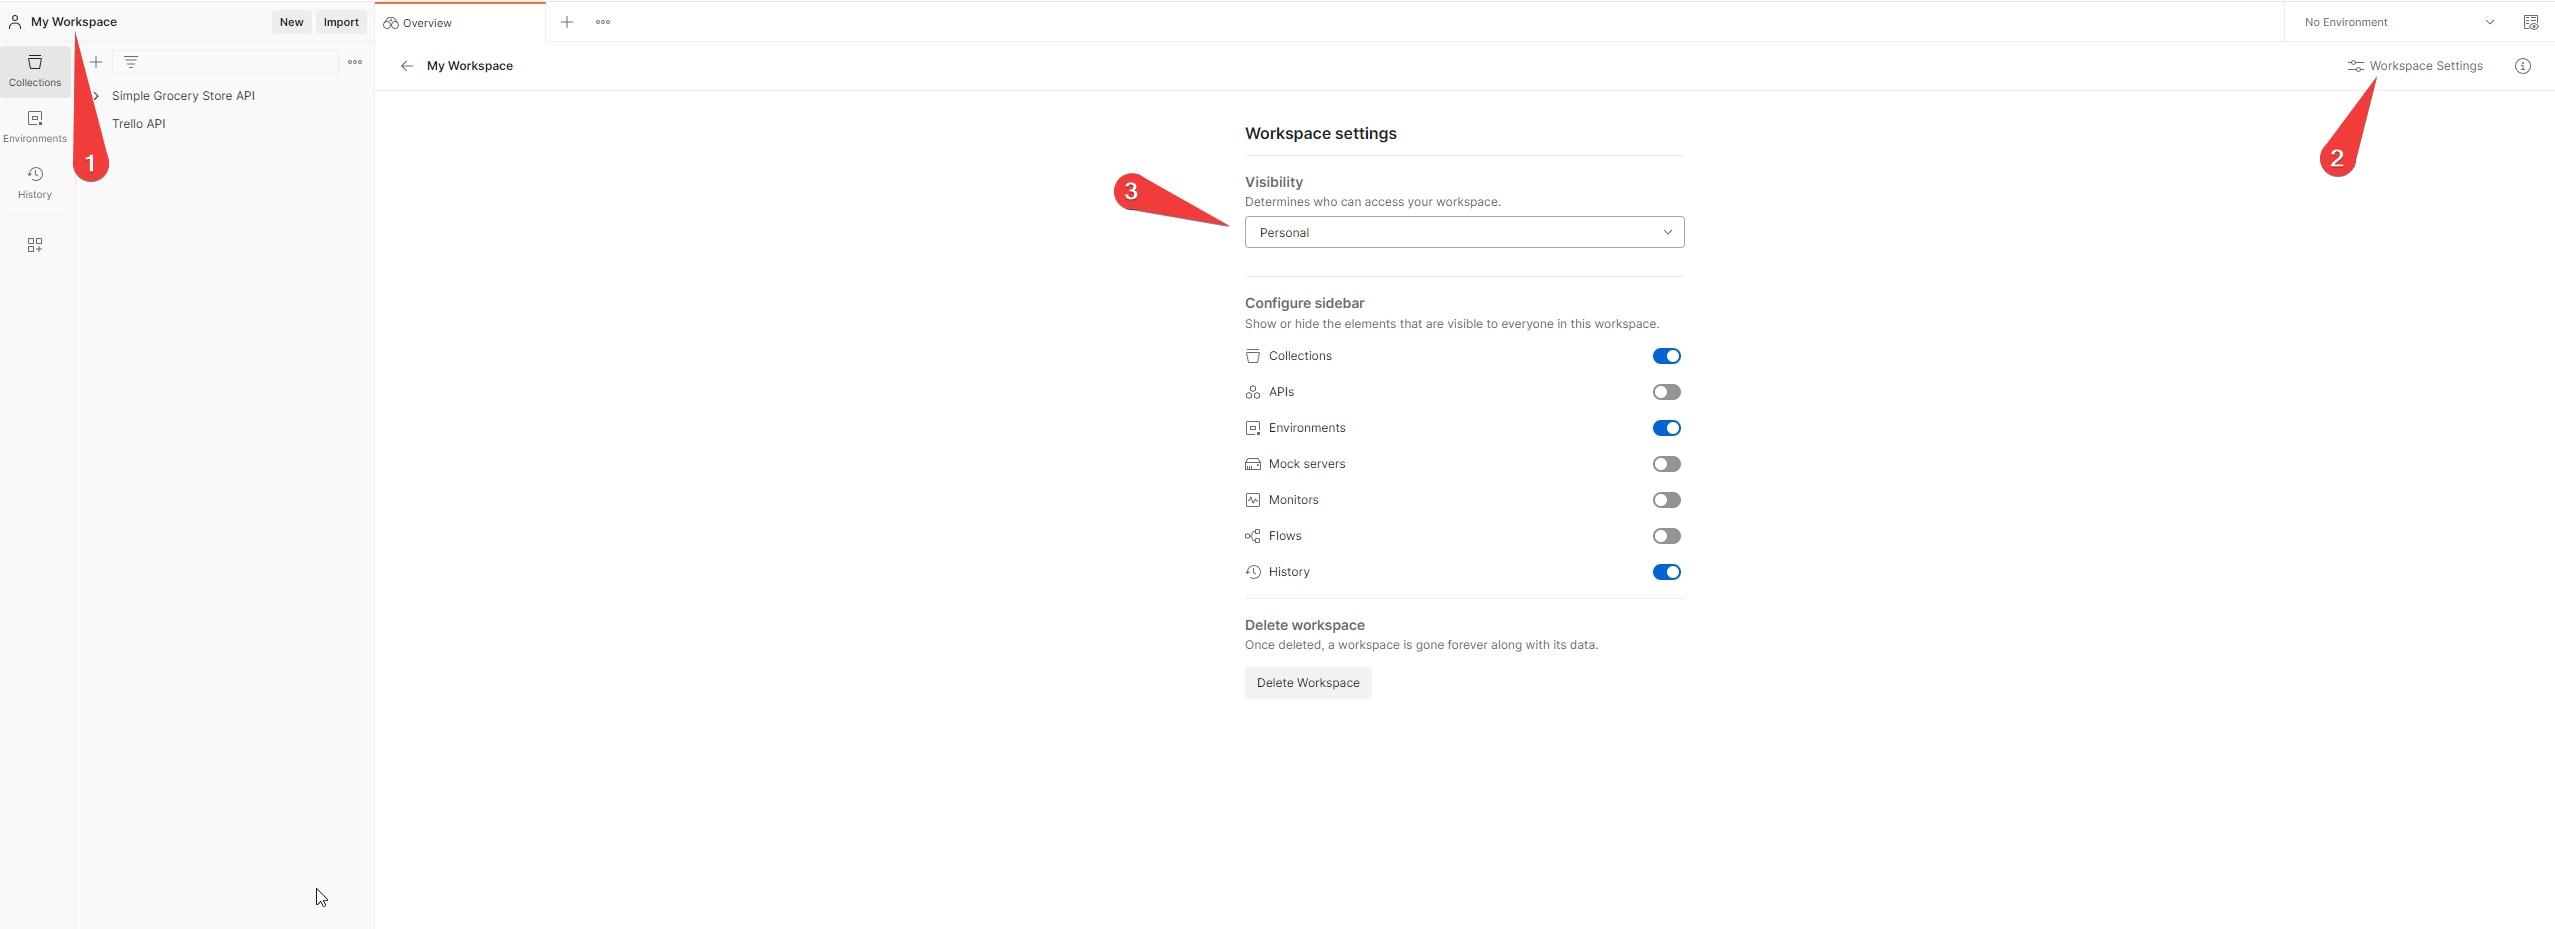 My Workspace
New
Import
Overview
No Environment
Collections
Environments
History
Simple Grocery Store API
Trello API
1
My Workspace
Workspace Settings
2
Workspace settings
Visibility
Determines who can access your workspace.
3
Personal
Configure sidebar
Show or hide the elements that are visible to everyone in this workspace.
Collections
APIs
Environments
Mock servers
Monitors
Flows
History
Delete workspace
Once deleted, a workspace is gone forever along with its data.
Delete Workspace